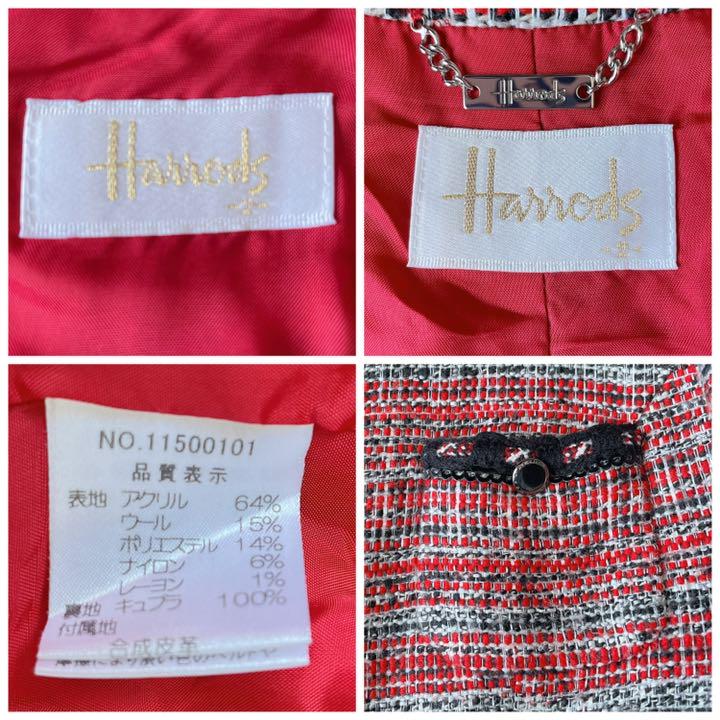 Harrods
Harrods
Harrods
NO.11500101
品質表示
表地 アクリル 64%
ウール 15%
ポリエステル 14%
ナイロン 6%
レーヨン 1%
裏地 キュプラ 100%
付属地
合成皮革